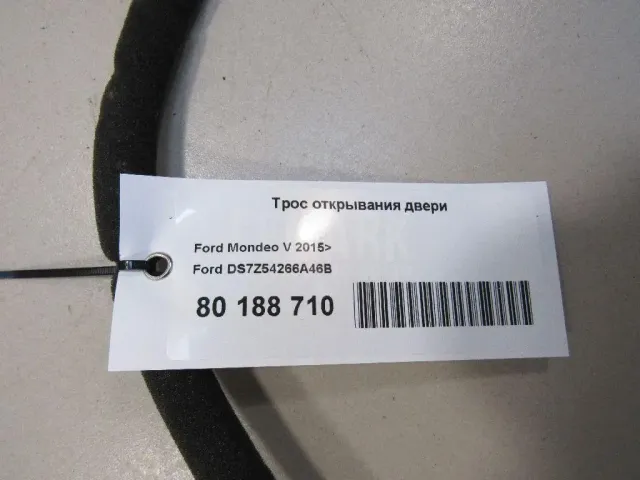 Трос открывания двери
Ford Mondeo V 2015>
Ford DS7Z54266A46B
80 188 710